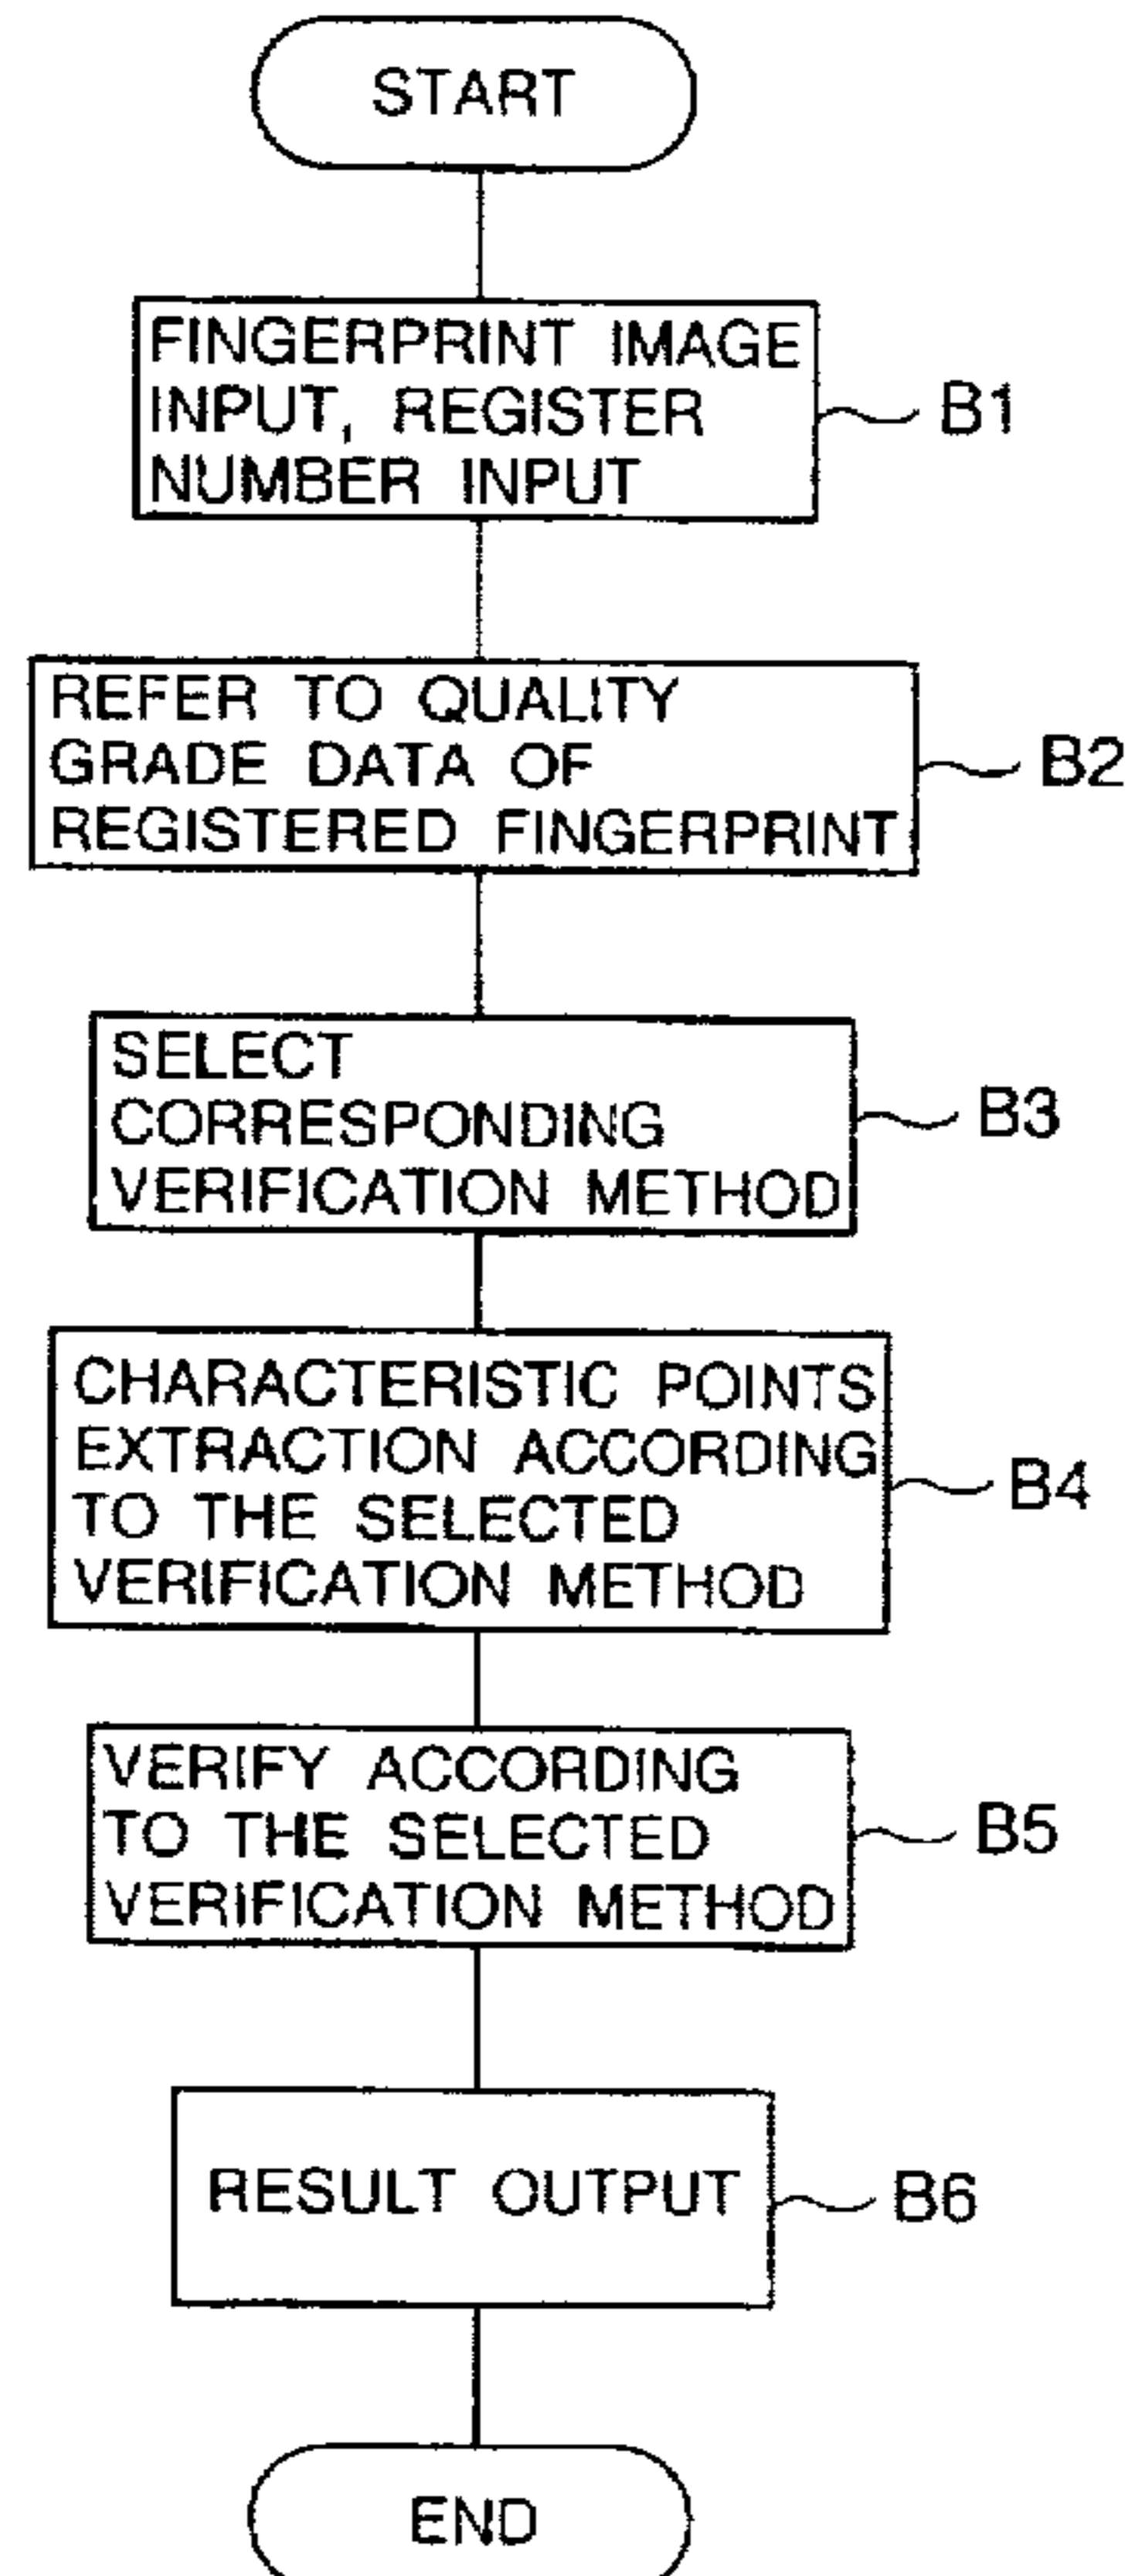 START
FINGERPRINT IMAGE
INPUT, REGISTER
NUMBER INPUT
B1
REFER TO QUALITY
GRADE DATA OF
REGISTERED FINGERPRINT
B2
SELECT
CORRESPONDING
VERIFICATION METHOD
B3
CHARACTERISTIC POINTS
EXTRACTION ACCORDING
TO THE SELECTED
VERIFICATION METHOD
B4
VERIFY ACCORDING
TO THE SELECTED
VERIFICATION METHOD
B5
RESULT OUTPUT
B6
END